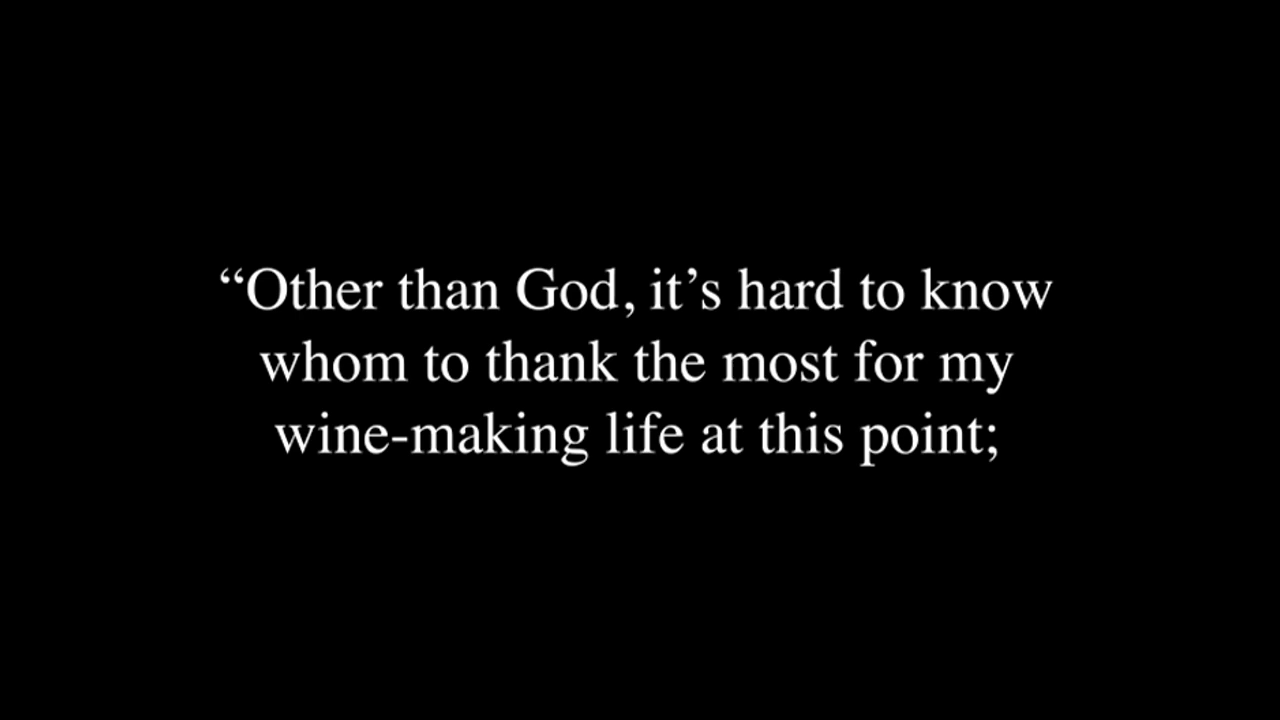 “Other than God, it’s hard to know
whom to thank the most for my
wine-making life at this point;